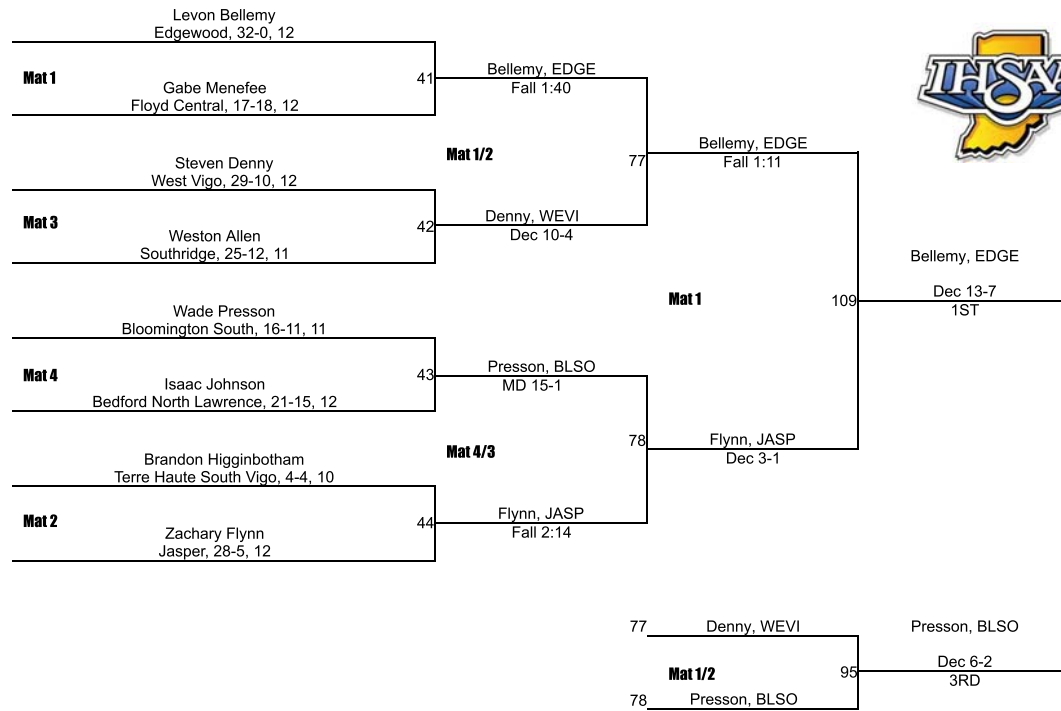 Levon Bellemy
Edgewood, 32-0, 12
Mat 1
41
Gabe Menefee
Floyd Central, 17-18, 12
Bellemy, EDGE
Fall 1:40
Steven Denny
West Vigo, 29-10, 12
Mat 1/2
77
Mat 3
42
Weston Allen
Southridge, 25-12, 11
Denny, WEVI
Dec 10-4
Bellemy, EDGE
Fall 1:11
Wade Presson
Bloomington South, 16-11, 11
Mat 4
43
Isaac Johnson
Bedford North Lawrence, 21-15, 12
Presson, BLSO
MD 15-1
Mat 4/3
78
Brandon Higginbotham
Terre Haute South Vigo, 4-4, 10
Mat 2
44
Zachary Flynn
Jasper, 28-5, 12
Flynn, JASP
Fall 2:14
Flynn, JASP
Dec 3-1
Mat 1
109
Bellemy, EDGE
Dec 13-7
1ST
IHSAA
77
Denny, WEVI
Mat 1/2
95
78
Presson, BLSO
Presson, BLSO
Dec 6-2
3RD